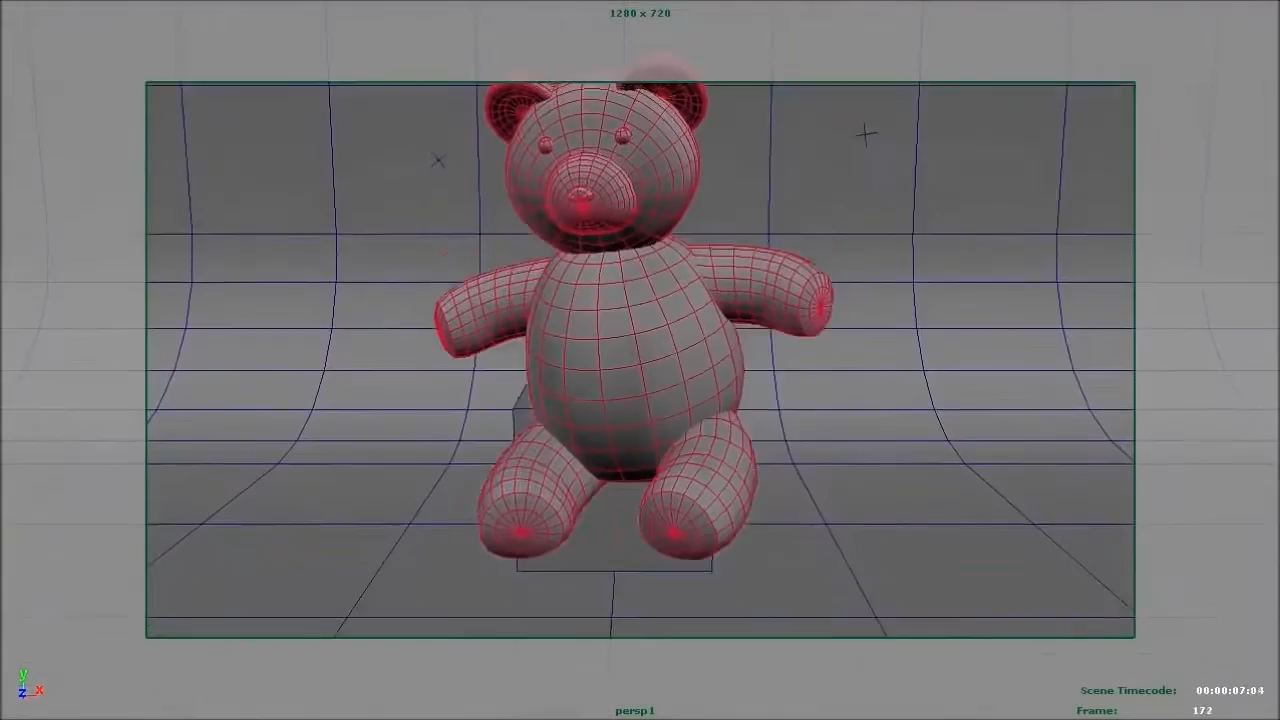 1280 x 720
y
z x
Scene Timecode: 00:00:07:04
persp1
Frame: 172